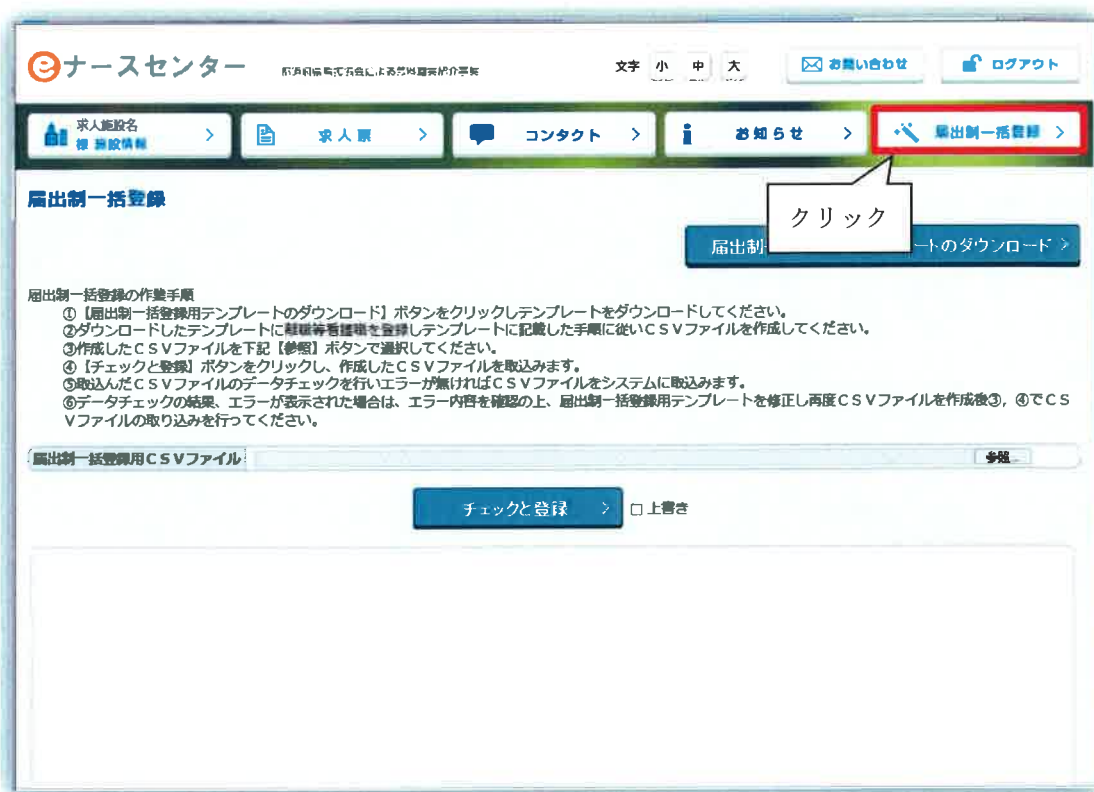 eナースセンター
文字 小 中 大
お問い合わせ
ログアウト
求人施設名
様 施設情報
求人票
コンタクト
お知らせ
届出制一括登録
届出制一括登録
クリック
届出制 ートのダウンロード
届出制一括登録の作業手順
①【届出制一括登録用テンプレートのダウンロード】ボタンをクリックしテンプレートをダウンロードしてください。
②ダウンロードしたテンプレートに を登録しテンプレートに記載した手順に従いCSVファイルを作成してください。
③作成したCSVファイルを下記【参照】ボタンで選択してください。
④【チェックと登録】ボタンをクリックし、作成したCSVファイルを取込みます。
⑤取込んだCSVファイルのデータチェックを行いエラーが無ければCSVファイルをシステムに取込みます。
⑥データチェックの結果、エラーが表示された場合は、エラー内容を確認の上、届出制一括登録用テンプレートを修正し再度CSVファイルを作成後③，④でCS
Vファイルの取り込みを行ってください。
届出制一括登録用CSVファイル 参照...
チェックと登録 上書き